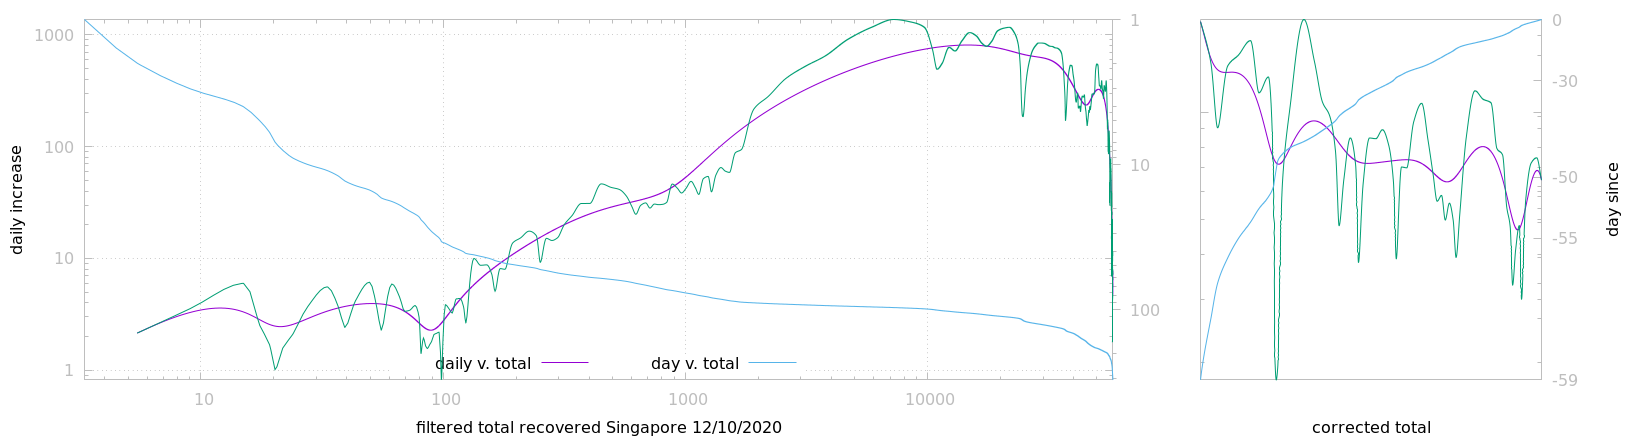 daily increase
1000
100
10
1
10
100
1000
10000
1
10
100
daily v. total
day v. total
filtered total recovered Singapore 12/10/2020
0
-30
-50
-55
-59
day since
corrected total